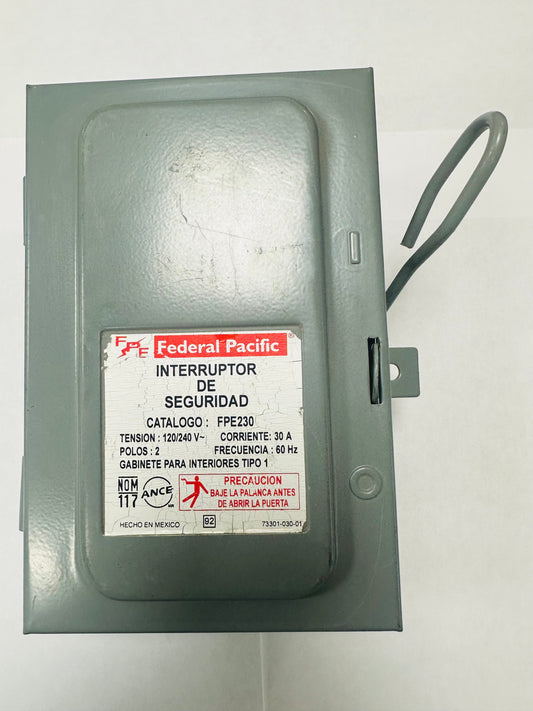 FPE Federal Pacific ®
INTERRUPTOR
DE
SEGURIDAD
CATALOGO : FPE230
TENSION : 120/240 V~ CORRIENTE: 30 A
POLOS : 2 FRECUENCIA : 60 Hz
GABINETE PARA INTERIORES TIPO 1
NOM
117
ANCE
PRECAUCION
BAJE LA PALANCA ANTES
DE ABRIR LA PUERTA
HECHO EN MEXICO 92 73301-030-01